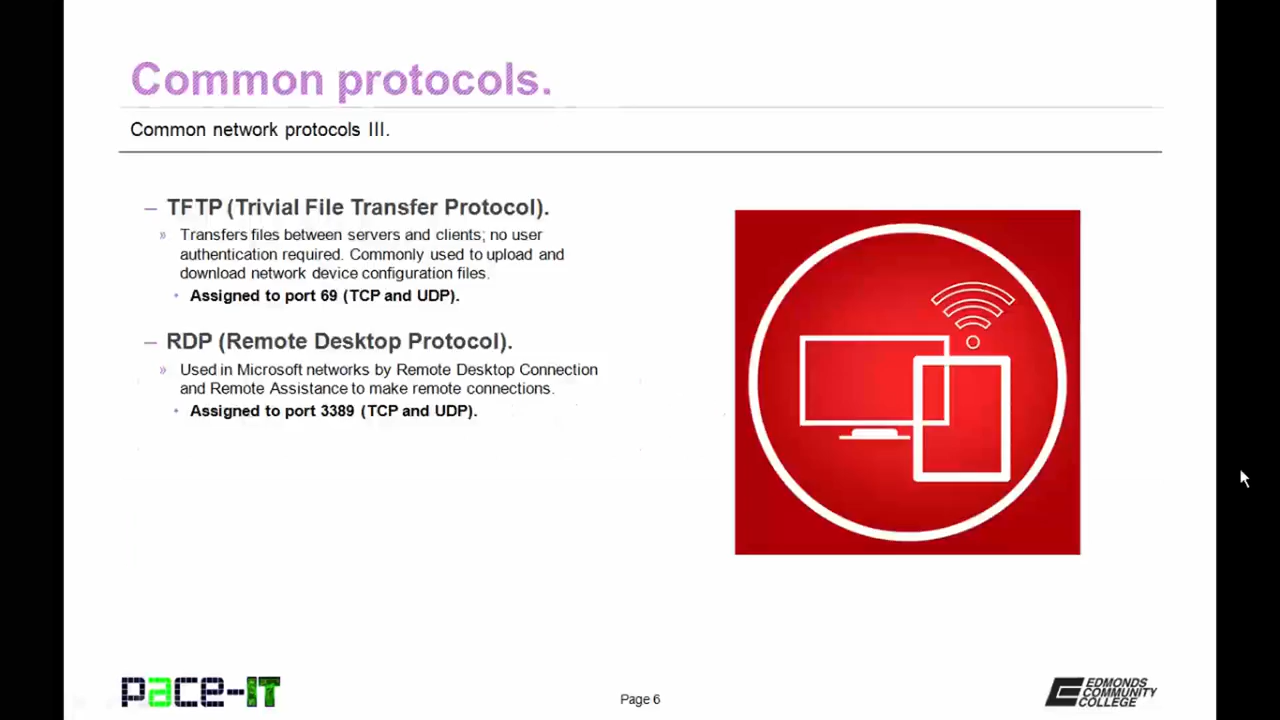 Common protocols.
Common network protocols III.
– TFTP (Trivial File Transfer Protocol).
» Transfers files between servers and clients; no user
authentication required. Commonly used to upload and
download network device configuration files.
• Assigned to port 69 (TCP and UDP).
– RDP (Remote Desktop Protocol).
» Used in Microsoft networks by Remote Desktop Connection
and Remote Assistance to make remote connections.
• Assigned to port 3389 (TCP and UDP).
pace-IT
Page 6
EDMONDS
COMMUNITY
COLLEGE